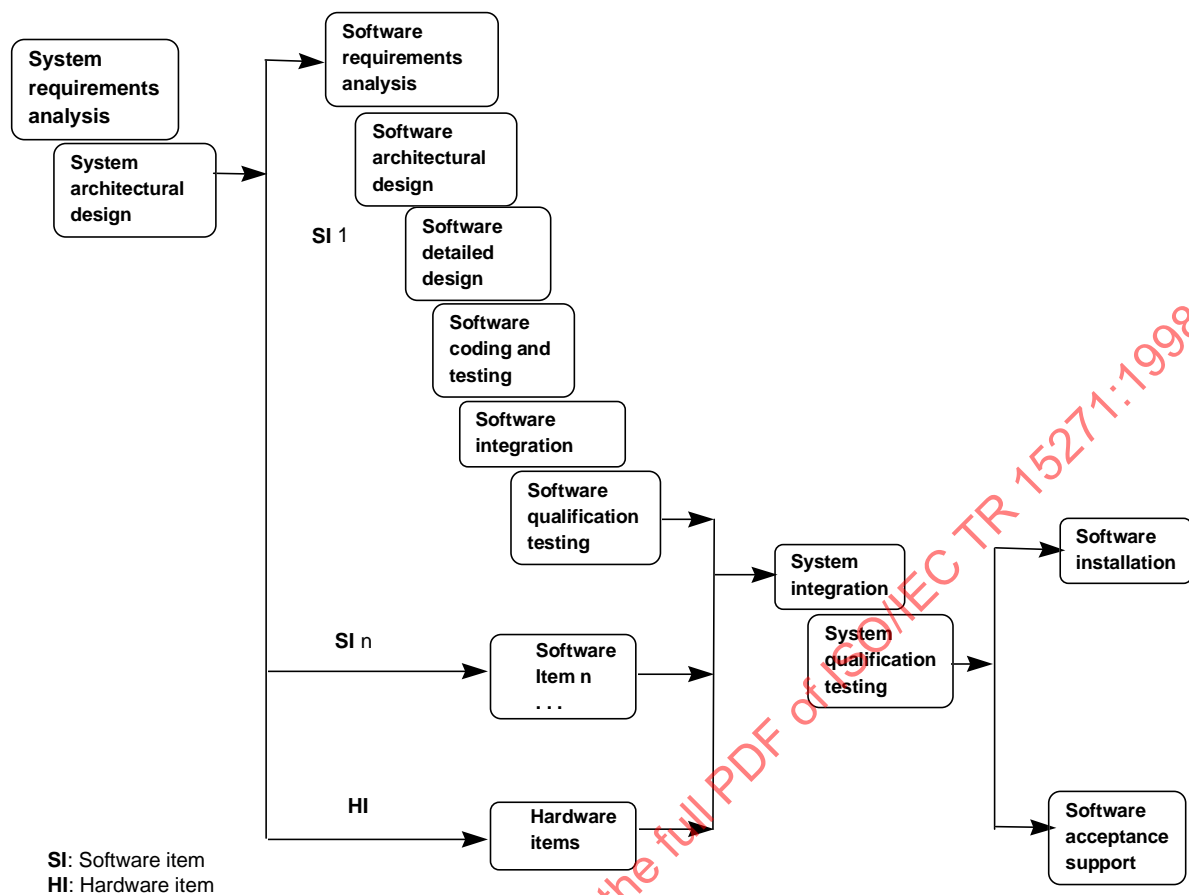 System
requirements
analysis
System
architectural
design
Software
requirements
analysis
Software
architectural
design
SI 1
Software
detailed
design
Software
coding and
testing
Software
integration
Software
qualification
testing
SI n
Software
Item n
. . .
HI
Hardware
items
System
integration
System
qualification
testing
Software
installation
Software
acceptance
support
SI: Software item
HI: Hardware item
the full PDF of ISO/IEC TR 15271:1998